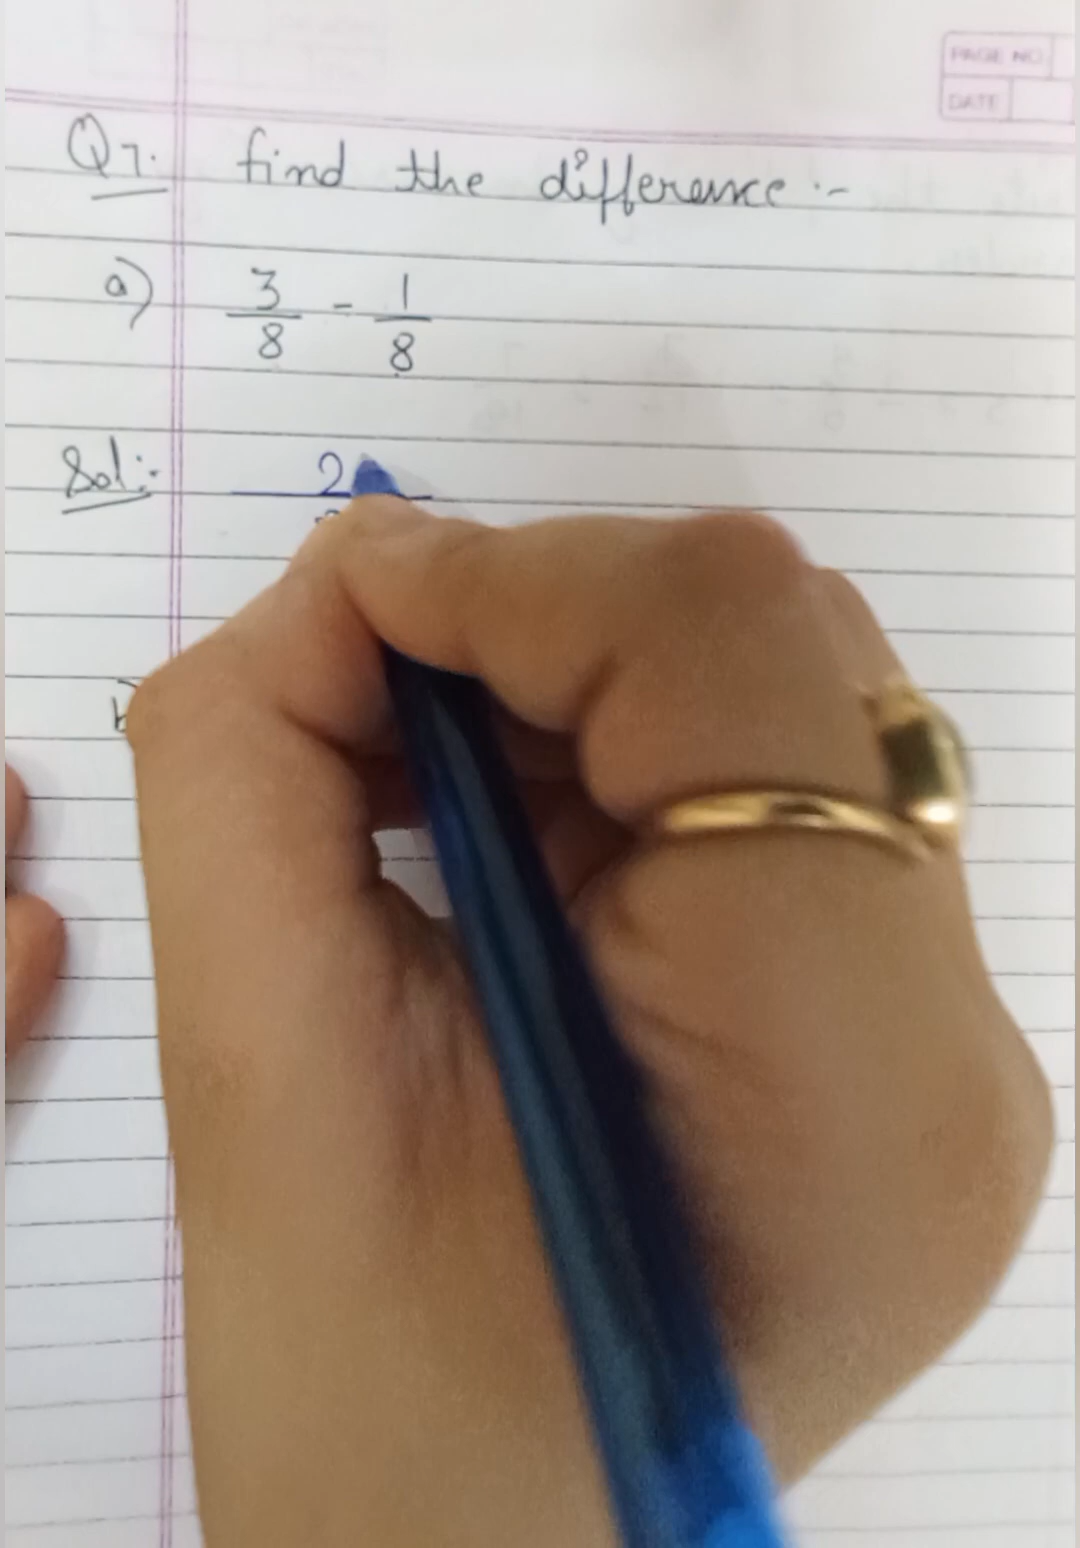 PAGE NO
DATE
Q7. find the difference :-
a) 3/8 - 1/8
Sol:- 2